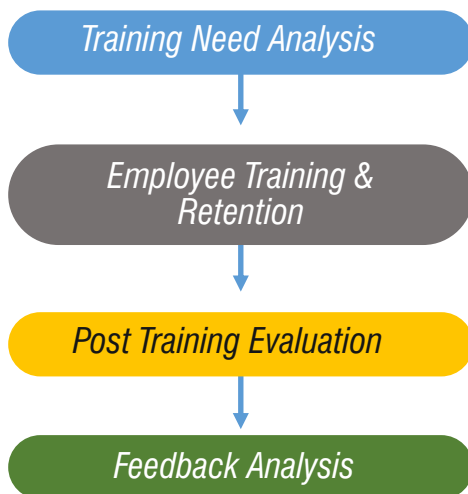 Training Need Analysis
Employee Training &
Retention
Post Training Evaluation
Feedback Analysis